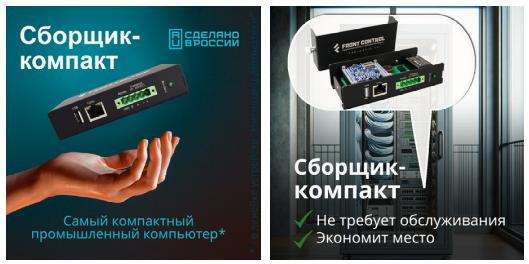 Сборщик-
компакт
СДЕЛАНО
В РОССИИ
Самый компактный
промышленный компьютер*
FRONT CONTROL
Сборщик-
компакт
Не требует обслуживания
Экономит место